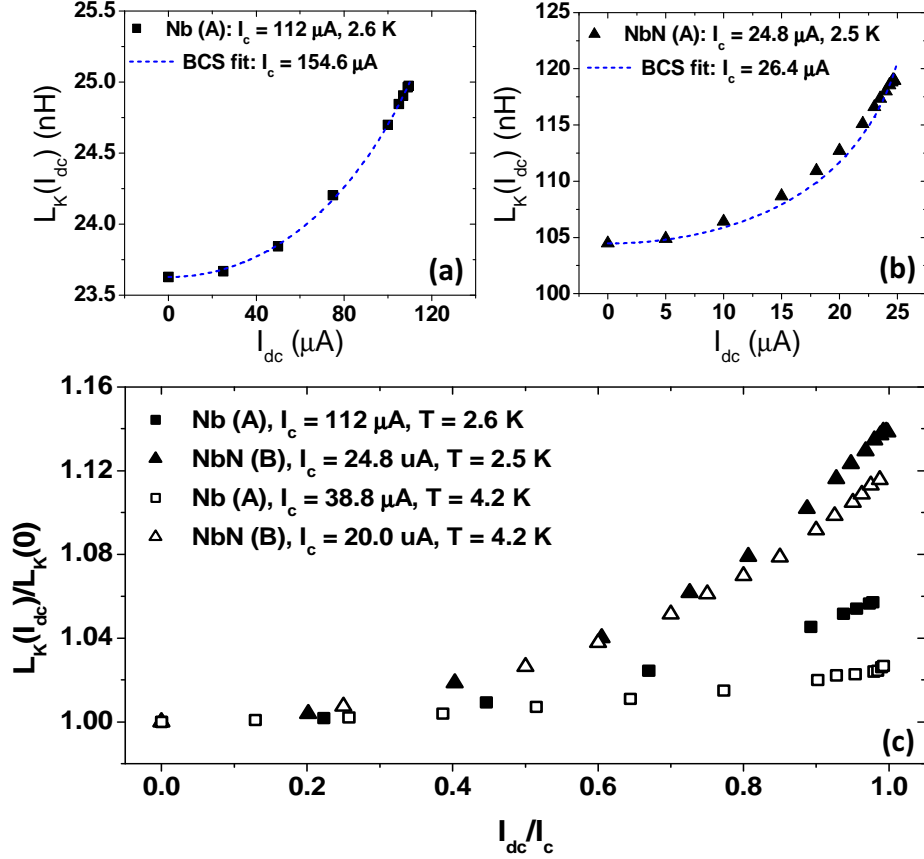 Nb (A): I_c = 112 μA, 2.6 K
BCS fit: I_c = 154.6 μA
25.0
24.5
24.0
23.5
L_K(I_dc) (nH)
0 40 80 120
I_dc (μA)
(a)
NbN (A): I_c = 24.8 μA, 2.5 K
BCS fit: I_c = 26.4 μA
125
120
115
110
105
100
L_K(I_dc) (nH)
0 5 10 15 20 25
I_dc (μA)
(b)
1.16
1.12
1.08
1.04
1.00
L_K(I_dc)/L_K(0)
Nb (A), I_c = 112 μA, T = 2.6 K
NbN (B), I_c = 24.8 uA, T = 2.5 K
Nb (A), I_c = 38.8 μA, T = 4.2 K
NbN (B), I_c = 20.0 uA, T = 4.2 K
(c)
0.0 0.2 0.4 0.6 0.8 1.0
I_dc/I_c